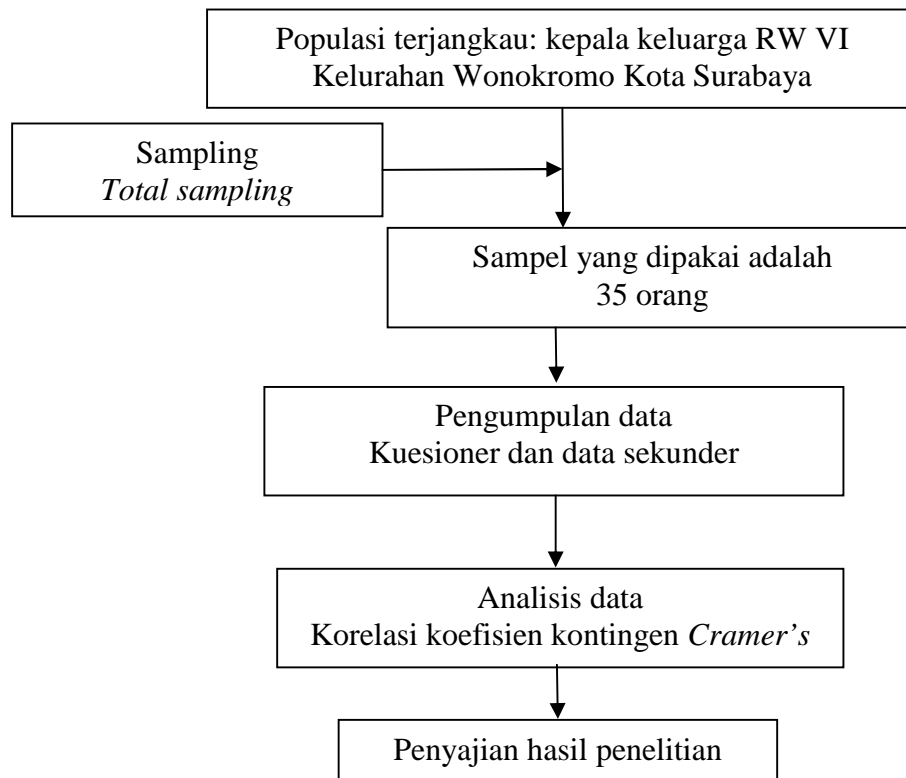 Populasi terjangkau: kepala keluarga RW VI
Kelurahan Wonokromo Kota Surabaya
Sampling
Total sampling
Sampel yang dipakai adalah
35 orang
Pengumpulan data
Kuesioner dan data sekunder
Analisis data
Korelasi koefisien kontingen Cramer’s
Penyajian hasil penelitian